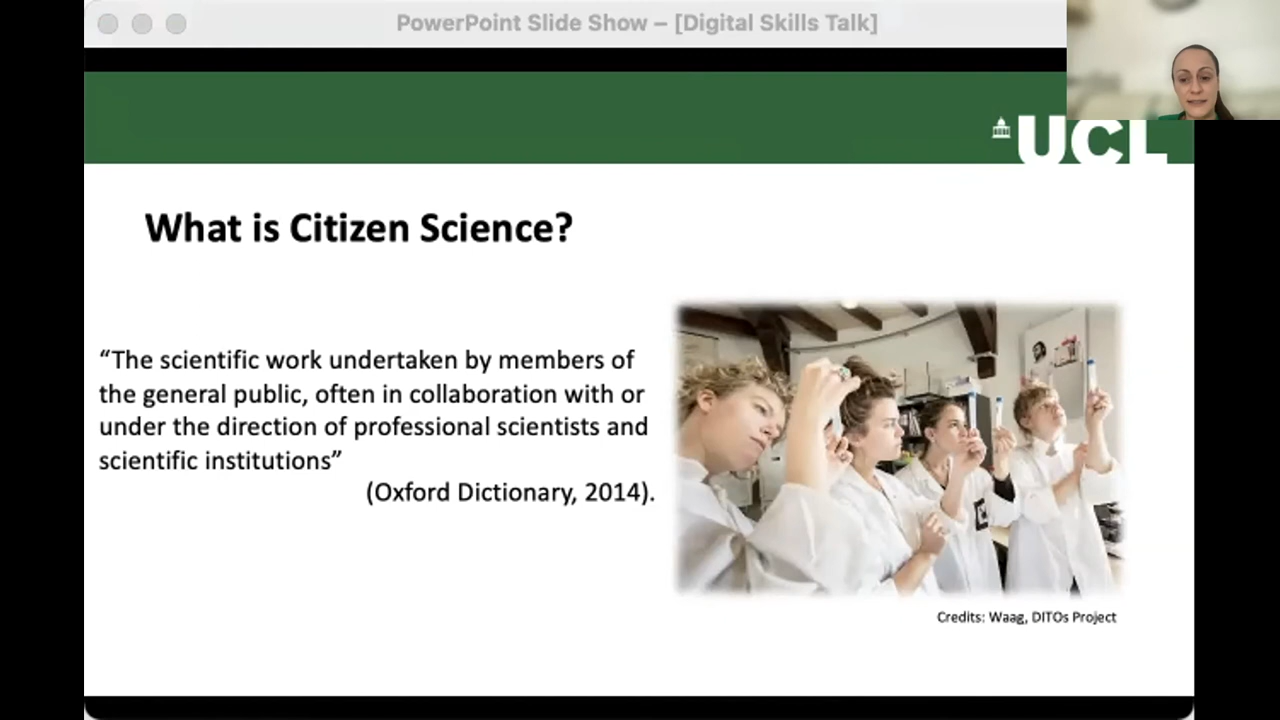 PowerPoint Slide Show – [Digital Skills Talk]
UCL
What is Citizen Science?
“The scientific work undertaken by members of
the general public, often in collaboration with or
under the direction of professional scientists and
scientific institutions”
(Oxford Dictionary, 2014).
Credits: Waag, DITOs Project